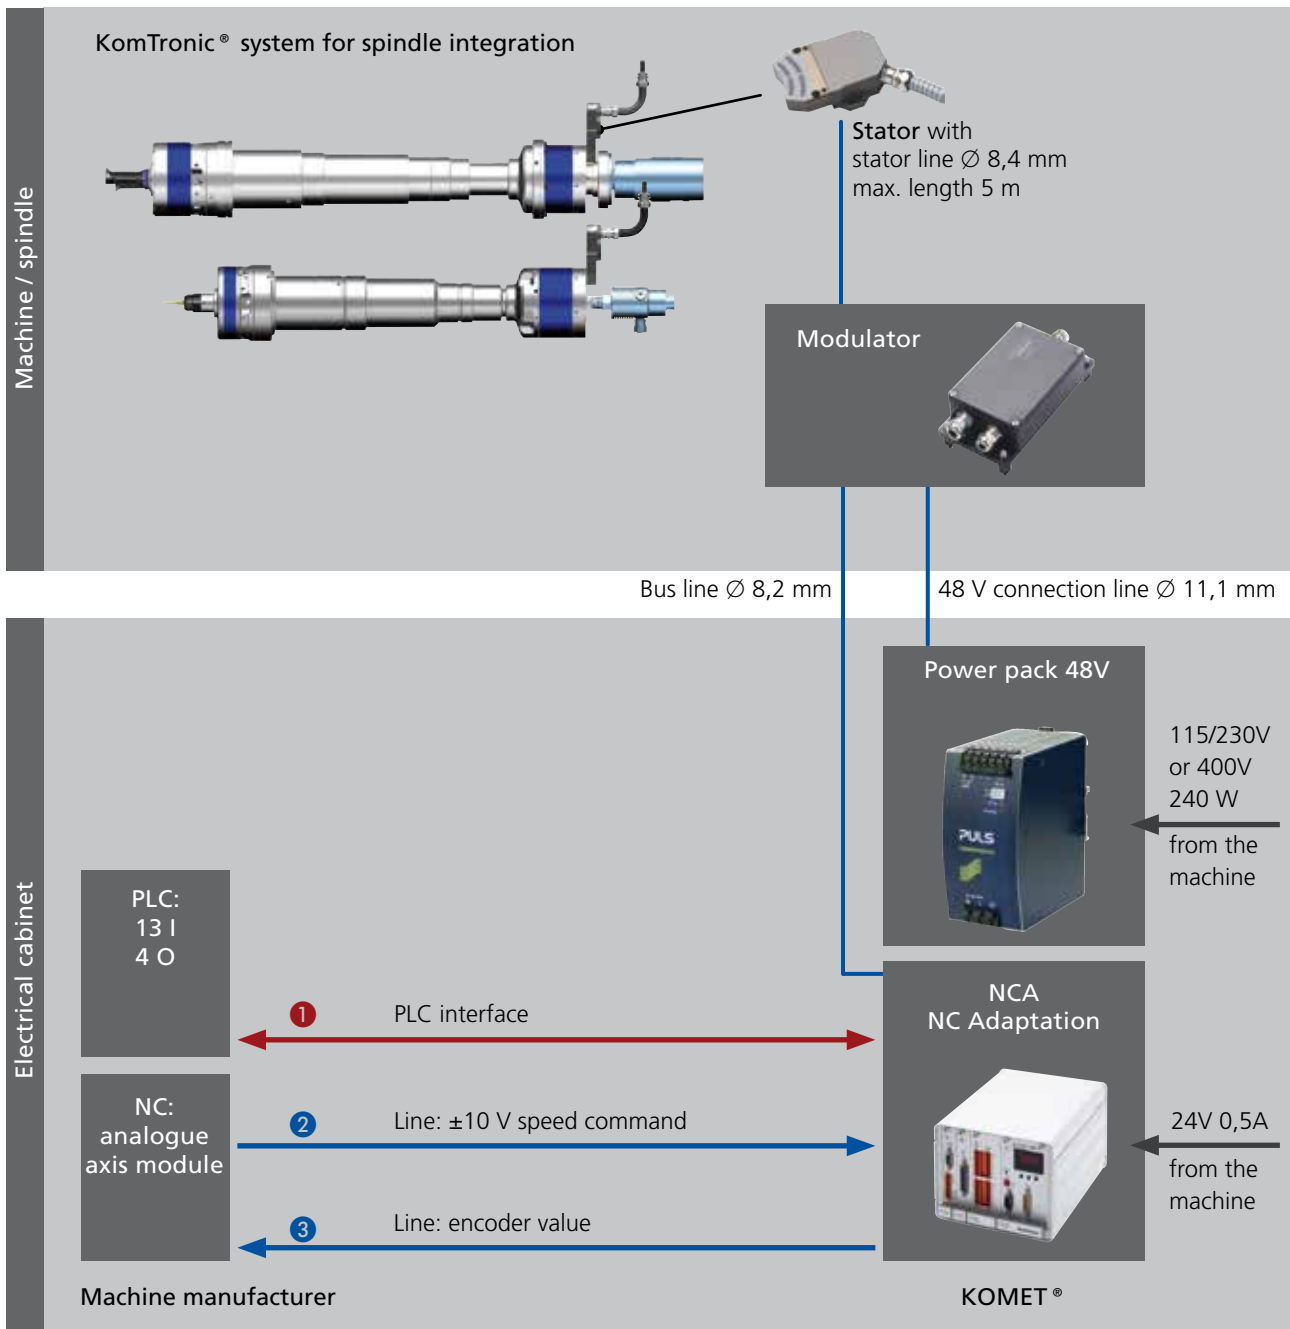 KomTronic® system for spindle integration
Stator with
stator line ∅ 8,4 mm
max. length 5 m
Machine / spindle
Modulator
Bus line ∅ 8,2 mm
48 V connection line ∅ 11,1 mm
Power pack 48V
PULS
115/230V
or 400V
240 W
from the
machine
Electrical cabinet
PLC:
13 I
4 O
1 PLC interface
NCA
NC Adaptation
NC:
analogue
axis module
2 Line: ±10 V speed command
24V 0,5A
from the
machine
3 Line: encoder value
Machine manufacturer
KOMET®